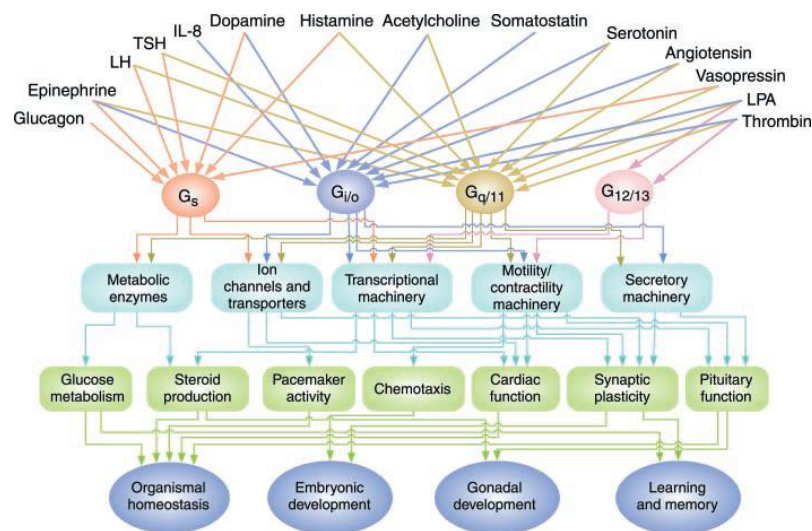 Dopamine
Histamine
Acetylcholine
Somatostatin
IL-8
TSH
LH
Serotonin
Angiotensin
Vasopressin
Epinephrine
LPA
Glucagon
Thrombin
Gs
Gi/o
Gq/11
G12/13
Metabolic
enzymes
Ion
channels and
transporters
Transcriptional
machinery
Motility/
contractility
machinery
Secretory
machinery
Glucose
metabolism
Steroid
production
Pacemaker
activity
Chemotaxis
Cardiac
function
Synaptic
plasticity
Pituitary
function
Organismal
homeostasis
Embryonic
development
Gonadal
development
Learning
and memory